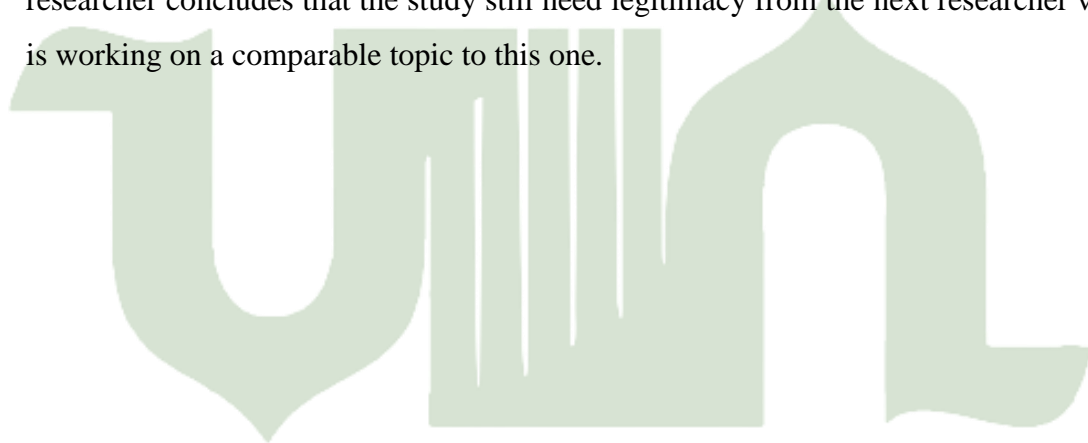 researcher concludes that the study still need legitimacy from the next researcher
is working on a comparable topic to this one.